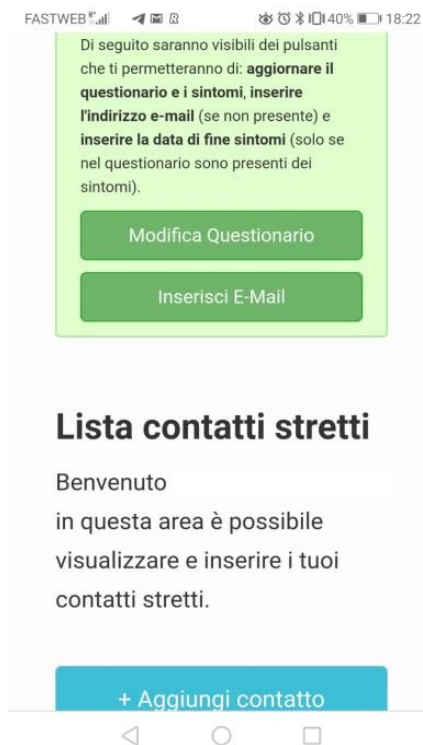 FASTWEB 40% 18:22
Di seguito saranno visibili dei pulsanti
che ti permetteranno di: aggiornare il
questionario e i sintomi, inserire
l'indirizzo e-mail (se non presente) e
inserire la data di fine sintomi (solo se
nel questionario sono presenti dei
sintomi).
Modifica Questionario
Inserisci E-Mail
Lista contatti stretti
Benvenuto
in questa area è possibile
visualizzare e inserire i tuoi
contatti stretti.
+ Aggiungi contatto